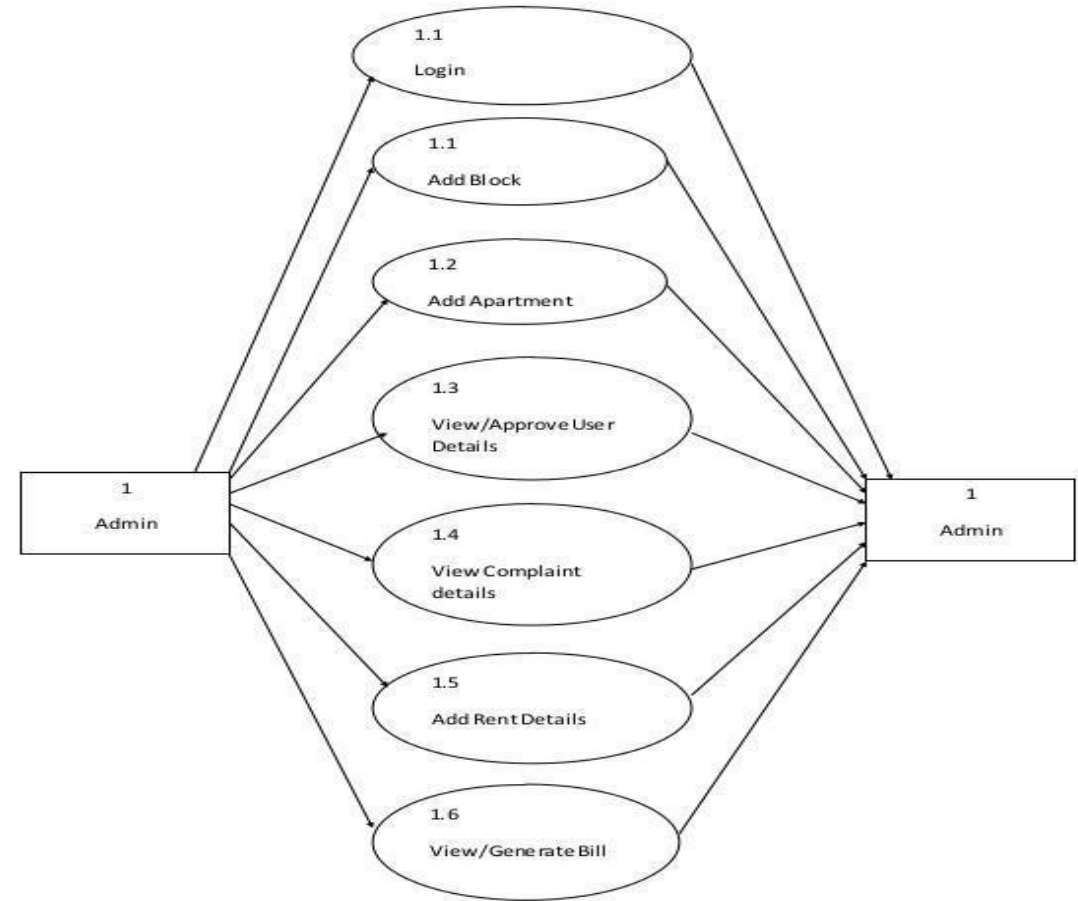 1.1
Login
1.1
Add Block
1.2
Add Apartment
1.3
View/Approve User
Details
1
Admin
1
Admin
1.4
View Complaint
details
1.5
Add Rent Details
1.6
View/Generate Bill